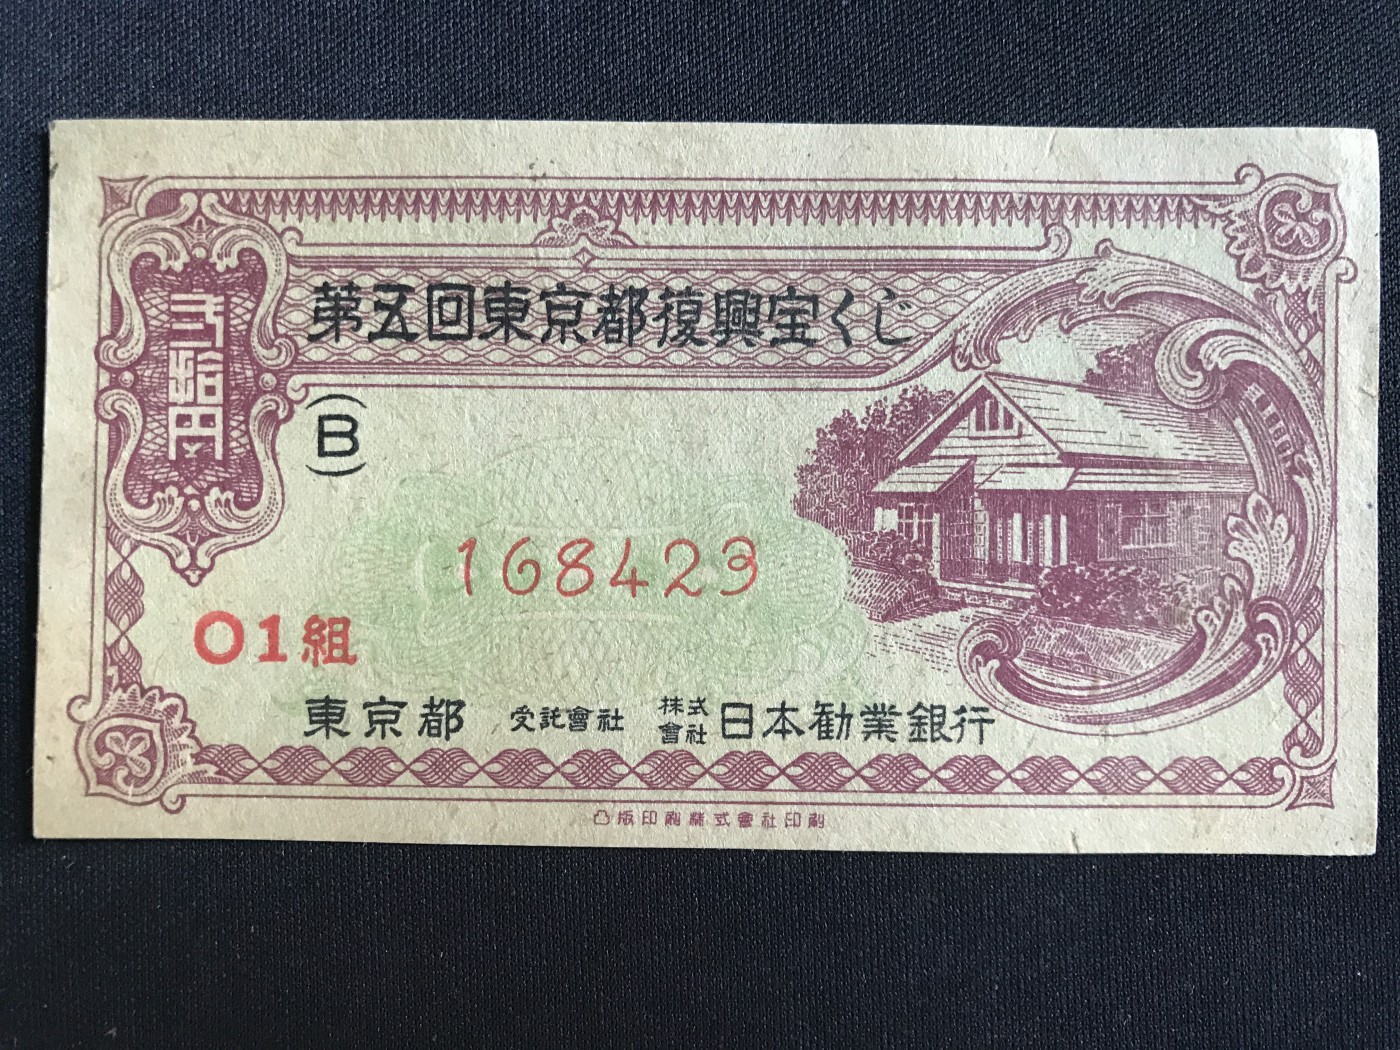 第五回東京都復興宝くじ
弐拾円
(B)
168423
01組
東京都 受託會社 株式會社 日本勧業銀行
凸版印刷株式會社印刷